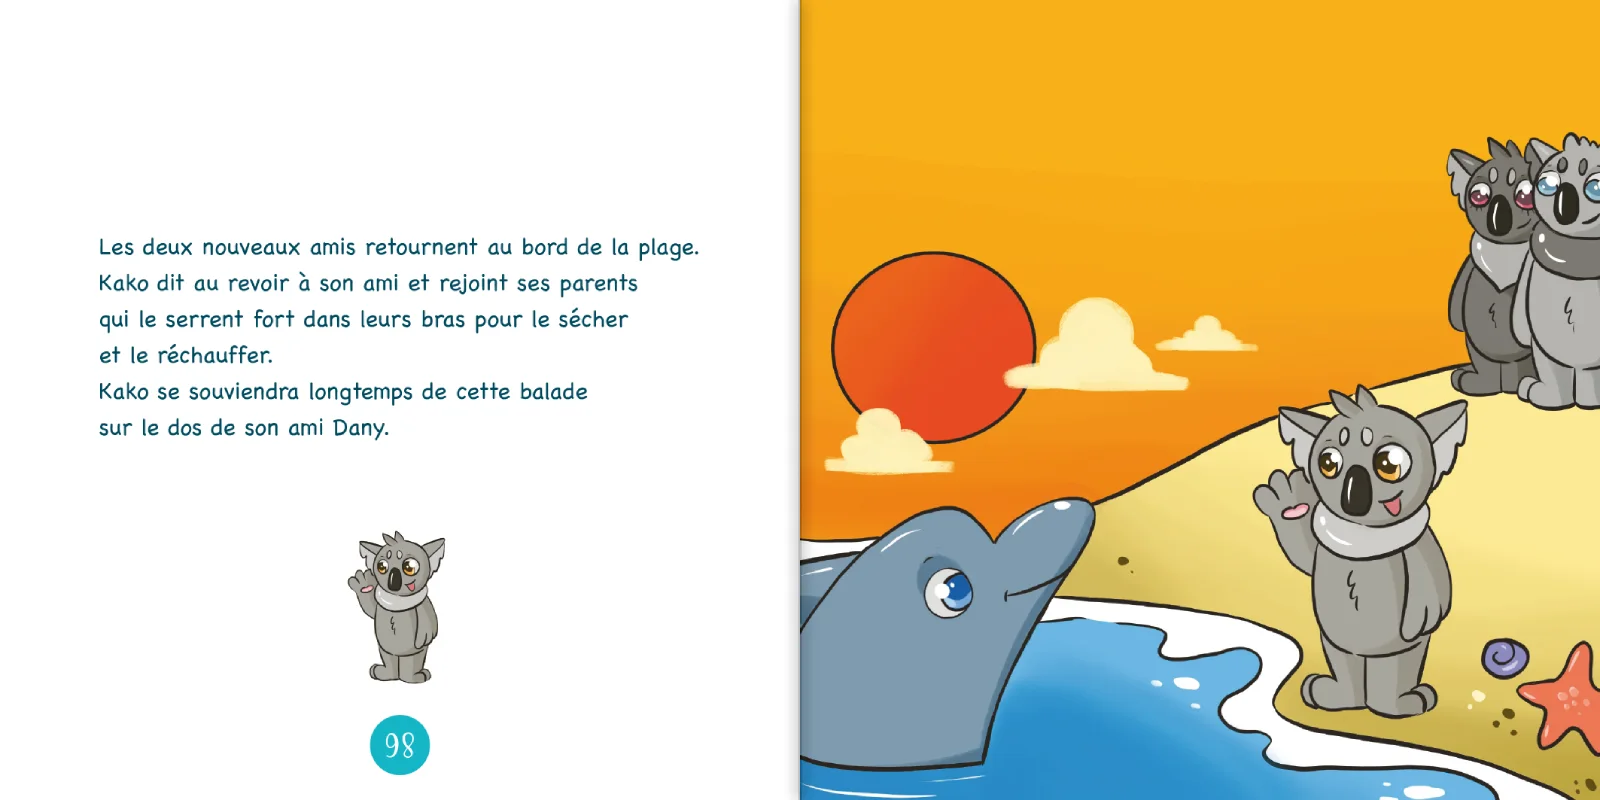 Les deux nouveaux amis retournent au bord de la plage.
Kako dit au revoir à son ami et rejoint ses parents
qui le serrent fort dans leurs bras pour le sécher
et le réchauffer.
Kako se souviendra longtemps de cette balade
sur le dos de son ami Dany.
98